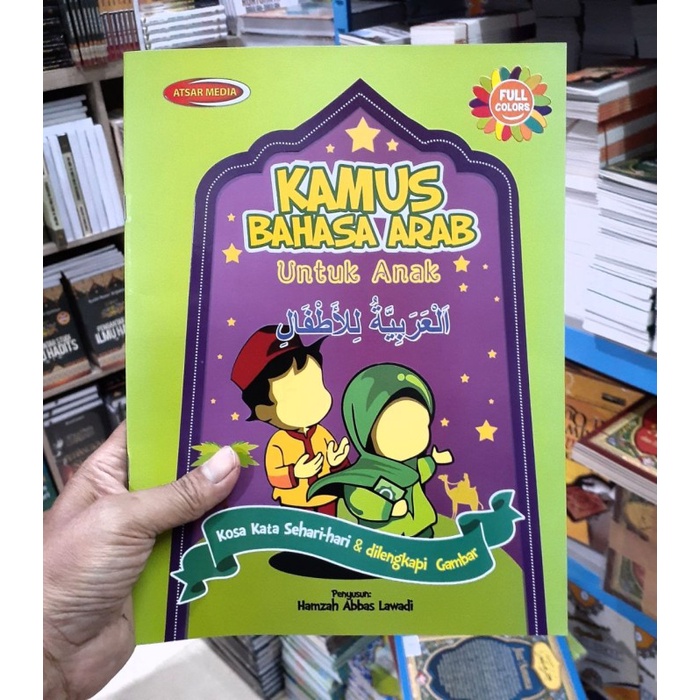 ATSAR MEDIA
FULL
COLORS
KAMUS
BAHASA ARAB
Untuk Anak
اَلْعَرَبِيَّةُ لِلْأَطْفَالِ
Kosa Kata Sehari-hari & dilengkapi Gambar
Penyusun:
Hamzah Abbas Lawadi